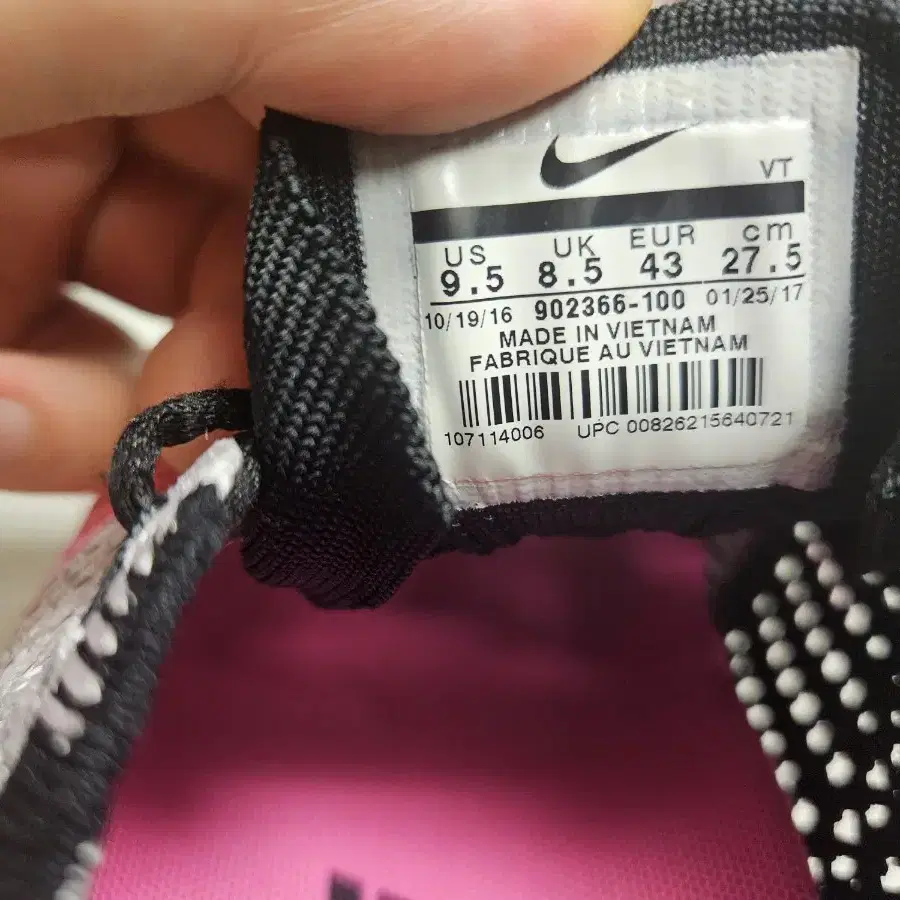 VT
US UK EUR cm
9.5 8.5 43 27.5
10/19/16 902366-100 01/25/17
MADE IN VIETNAM
FABRIQUE AU VIETNAM
107114006 UPC 00826215640721